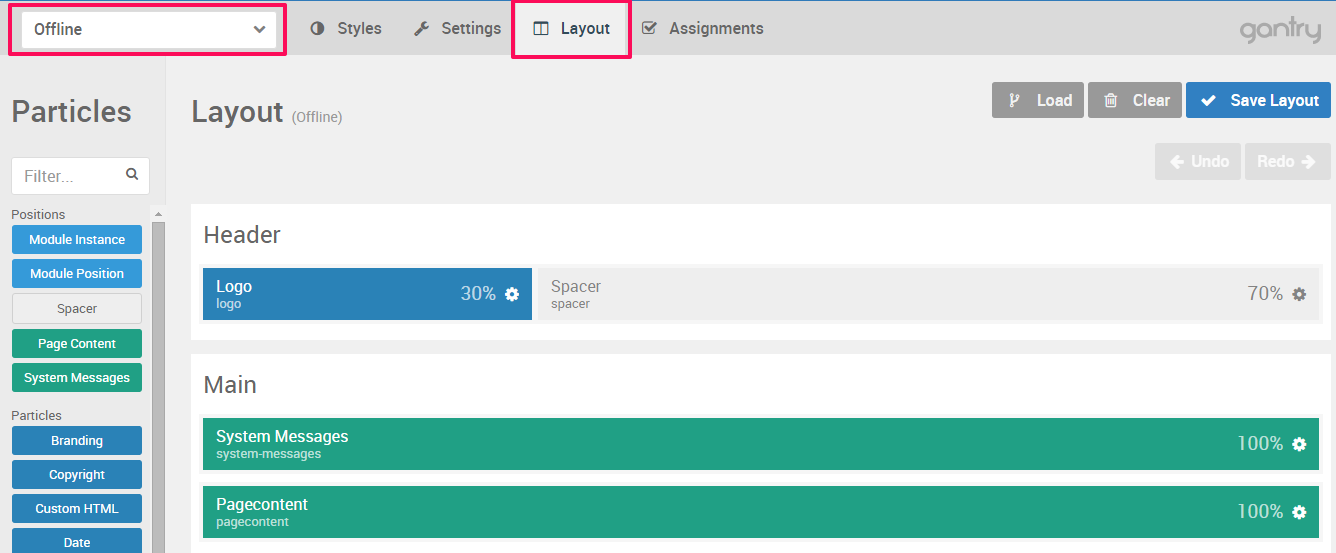 Offline
Styles
Settings
Layout
Assignments
gantry
Particles
Filter...
Positions
Module Instance
Module Position
Spacer
Page Content
System Messages
Particles
Branding
Copyright
Custom HTML
Date
Layout (Offline)
Load
Clear
Save Layout
Undo
Redo
Header
Logo
logo
30%
Spacer
spacer
70%
Main
System Messages
system-messages
100%
Pagecontent
pagecontent
100%